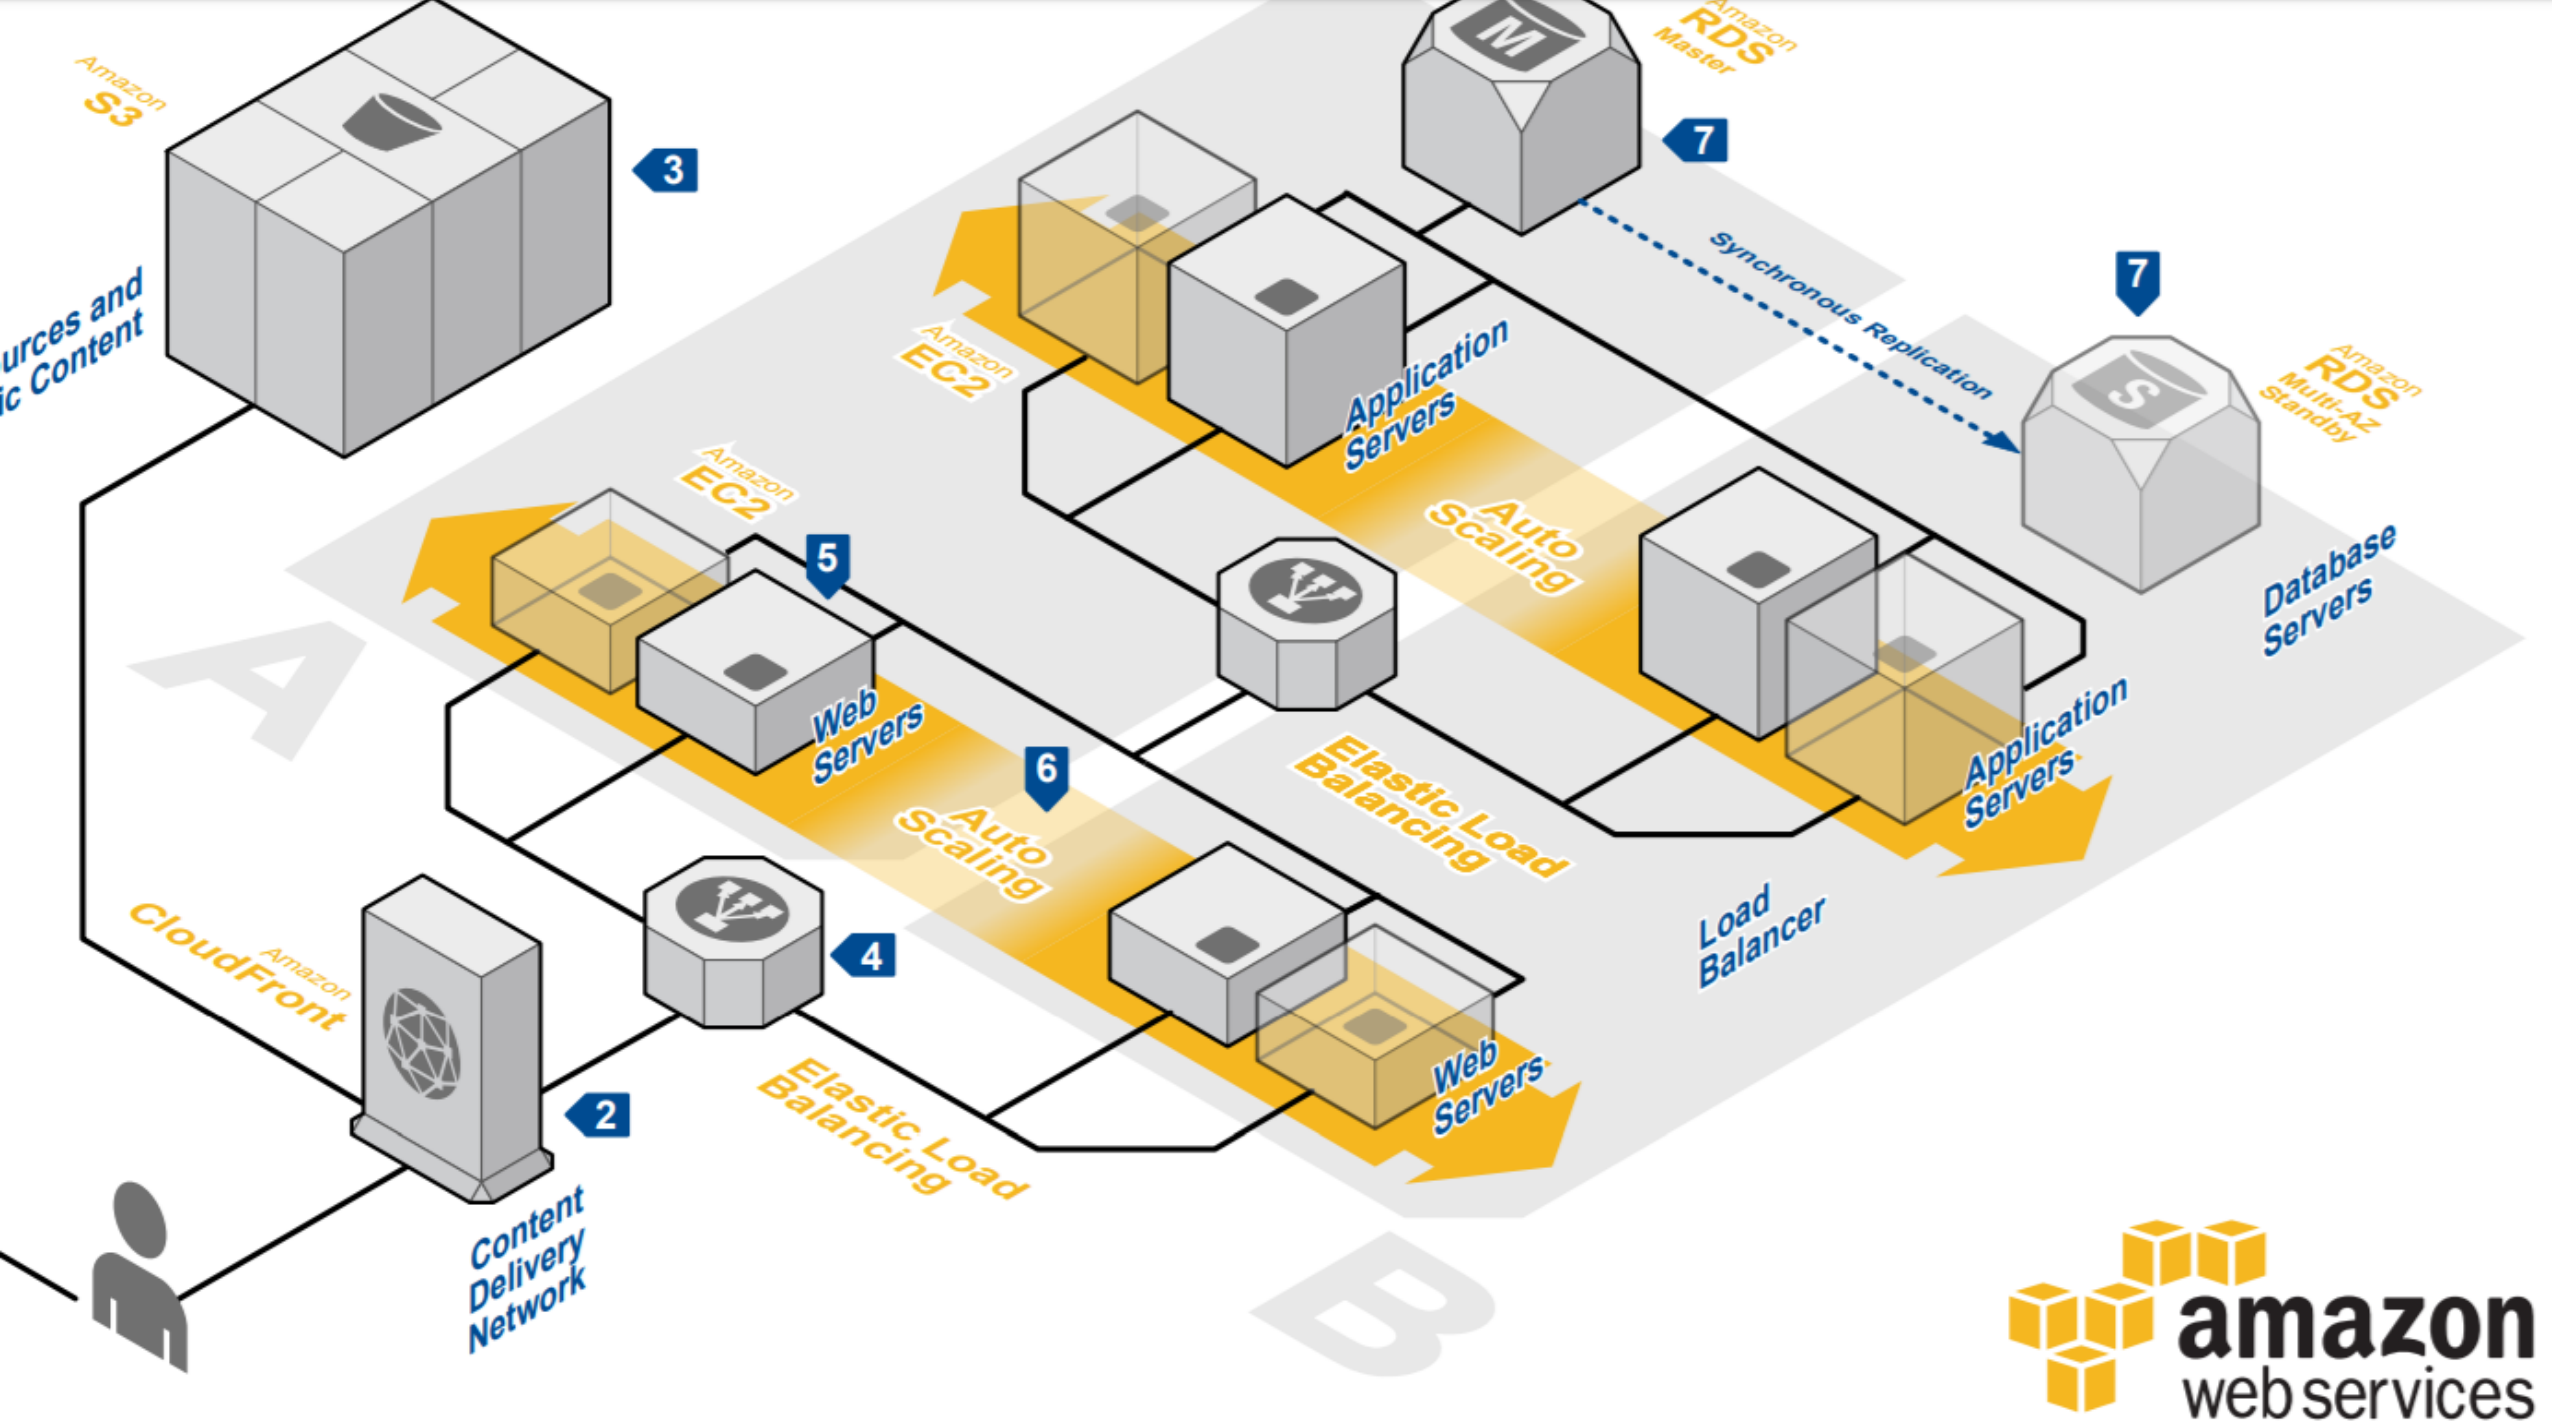 Amazon
S3
3
urces and
ic Content
Amazon
RDS
Master
M
7
Synchronous Replication
7
S
Amazon
RDS
Multi-AZ
Standby
Database
Servers
Amazon
EC2
Application
Servers
Auto
Scaling
Application
Servers
Amazon
EC2
5
Web
Servers
6
Auto
Scaling
Elastic Load
Balancing
Load
Balancer
A
Amazon
CloudFront
4
2
Elastic Load
Balancing
Web
Servers
Content
Delivery
Network
B
amazon
web services